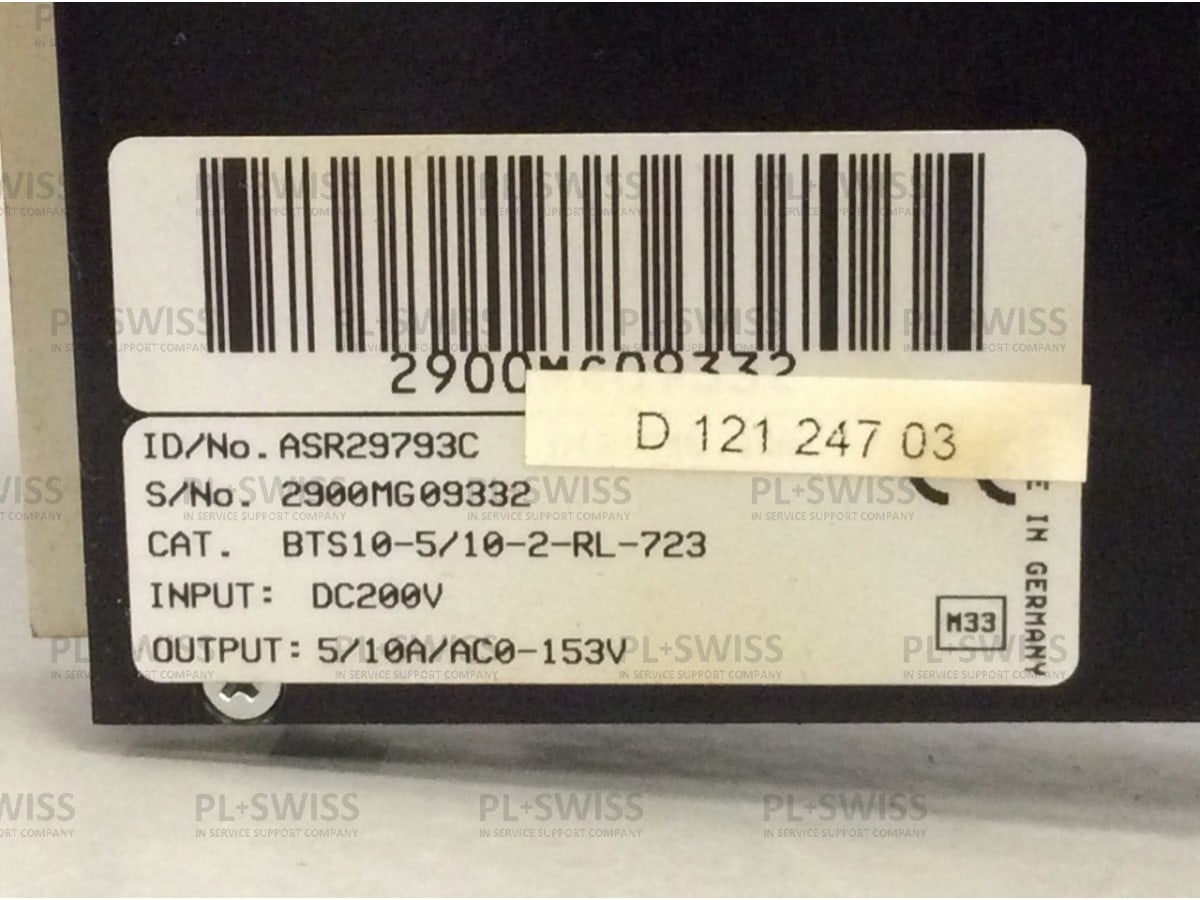 2900MG09332
D 121 247 03
ID/No. ASR29793C
S/No. 2900MG09332
CAT. BTS10-5/10-2-RL-723
INPUT: DC200V
OUTPUT: 5/10A/AC0-153V
IN GERMANY
M33
PL+SWISS
IN SERVICE SUPPORT COMPANY